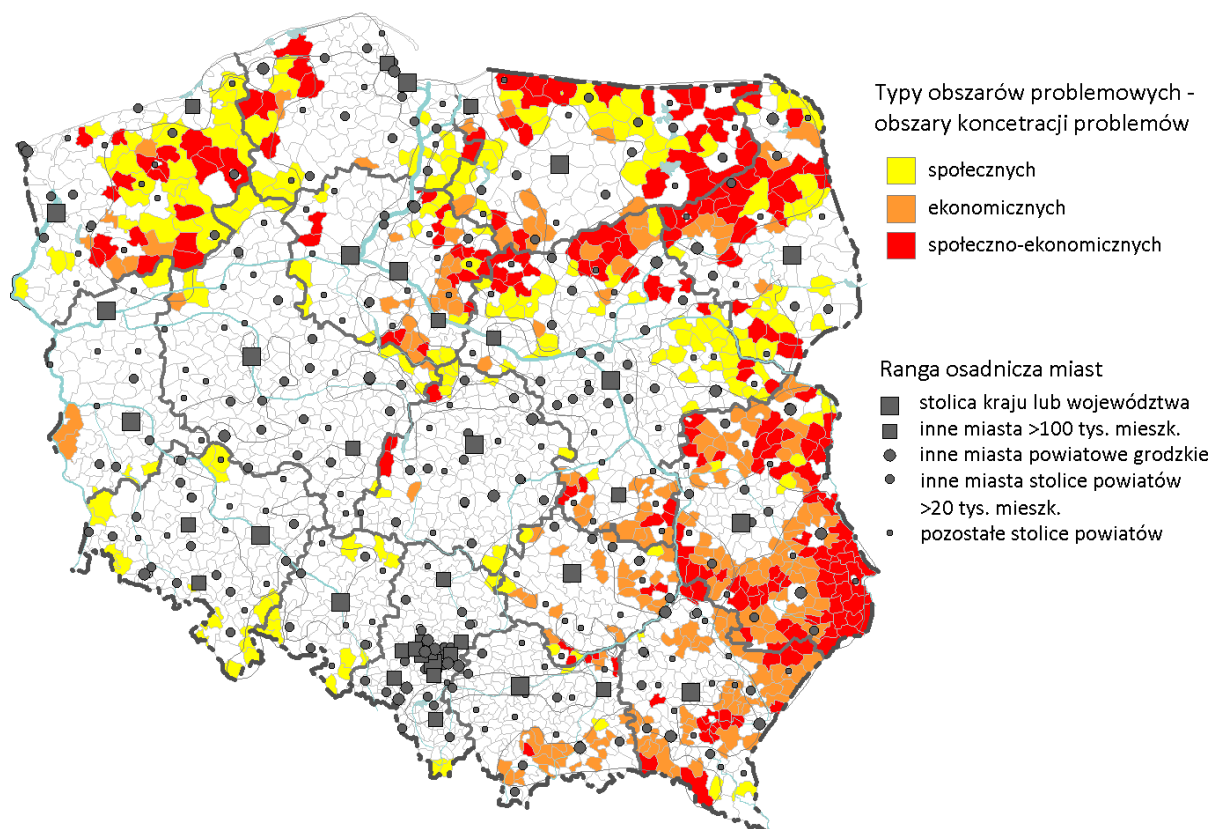 Typy obszarów problemowych -
obszary koncetracji problemów
społecznych
ekonomicznych
społeczno-ekonomicznych
Ranga osadnicza miast
stolica kraju lub województwa
inne miasta >100 tys. mieszk.
inne miasta powiatowe grodzkie
inne miasta stolice powiatów
>20 tys. mieszk.
pozostałe stolice powiatów